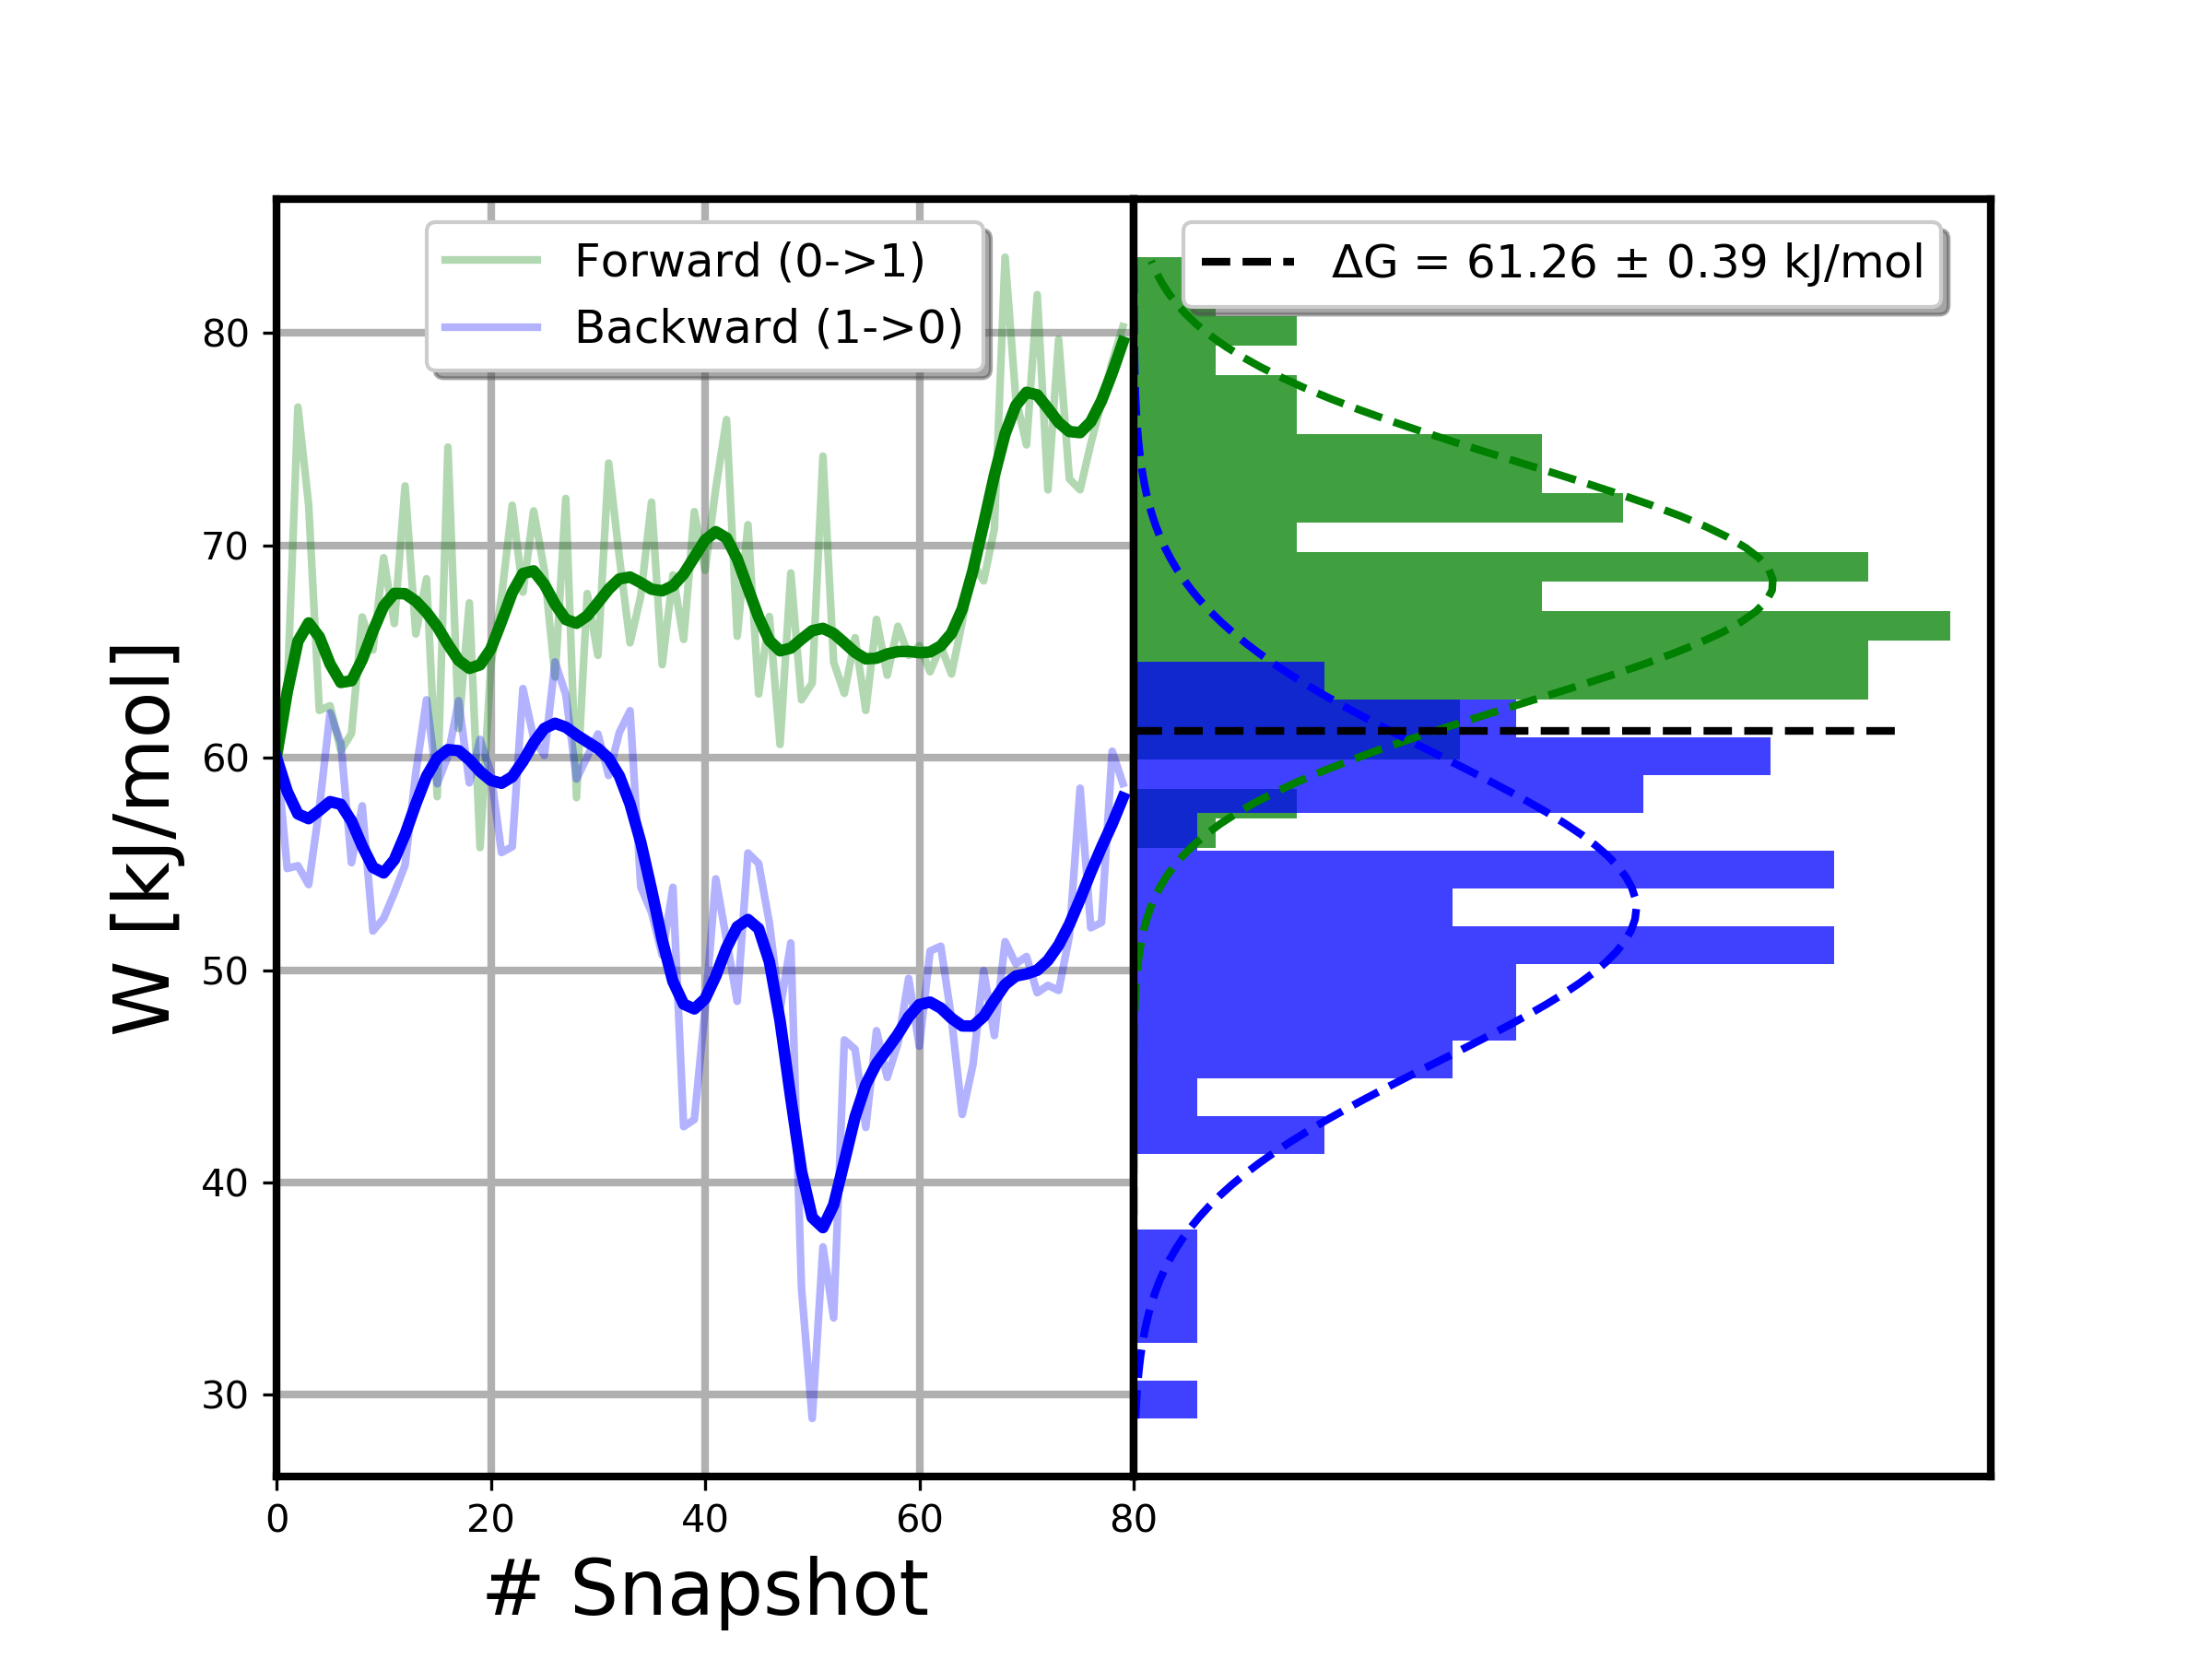 Forward (0->1)
Backward (1->0)
ΔG = 61.26 ± 0.39 kJ/mol
W [kJ/mol]
80
70
60
50
40
30
0 20 40 60 80
# Snapshot